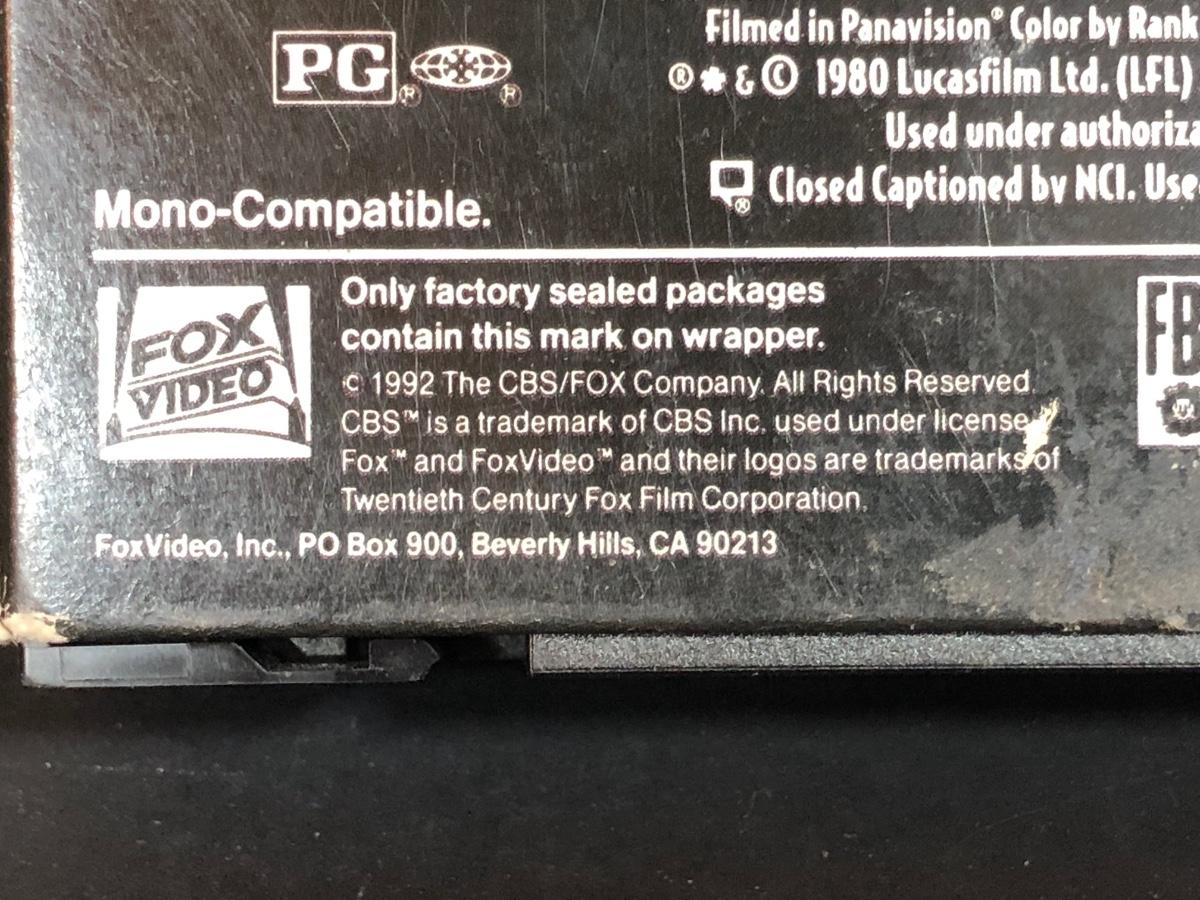 Filmed in Panavision® Color by Rank
PG ® ®
® * & © 1980 Lucasfilm Ltd. (LFL)
Used under authoriza
Closed Captioned by NCI. Use
®
Mono-Compatible.
FOX
VIDEO
Only factory sealed packages
contain this mark on wrapper.
© 1992 The CBS/FOX Company. All Rights Reserved.
CBS™ is a trademark of CBS Inc. used under license.
Fox™ and FoxVideo™ and their logos are trademarks of
Twentieth Century Fox Film Corporation.
FoxVideo, Inc., PO Box 900, Beverly Hills, CA 90213
FB